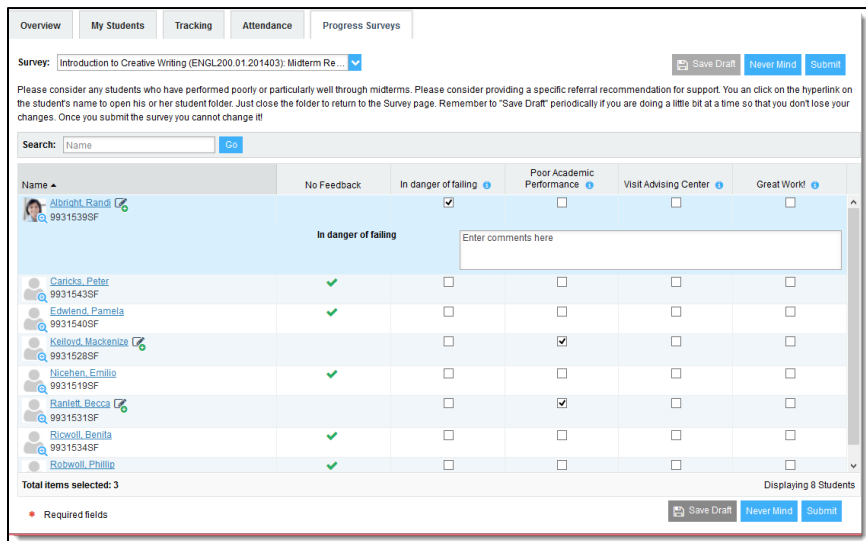 Overview My Students Tracking Attendance Progress Surveys
Survey: Introduction to Creative Writing (ENGL200.01.201403): Midterm Re... Save Draft Never Mind Submit
Please consider any students who have performed poorly or particularly well through midterms. Please consider providing a specific referral recommendation for support. You an click on the hyperlink on
the student's name to open his or her student folder. Just close the folder to return to the Survey page. Remember to "Save Draft" periodically if you are doing a little bit at a time so that you don't lose your
changes. Once you submit the survey you cannot change it!
Search: Name Go
Name No Feedback In danger of failing Poor Academic Performance Visit Advising Center Great Work!
Albright, Randi
9931539SF
In danger of failing Enter comments here
Caricks, Peter
9931543SF
Edwlend, Pamela
9931540SF
Keiloyd, Mackenize
9931528SF
Nicehen, Emilio
9931519SF
Ranlett, Becca
9931531SF
Ricwoll, Benita
9931534SF
Robwoll, Phillip
Total items selected: 3 Displaying 8 Students
* Required fields Save Draft Never Mind Submit